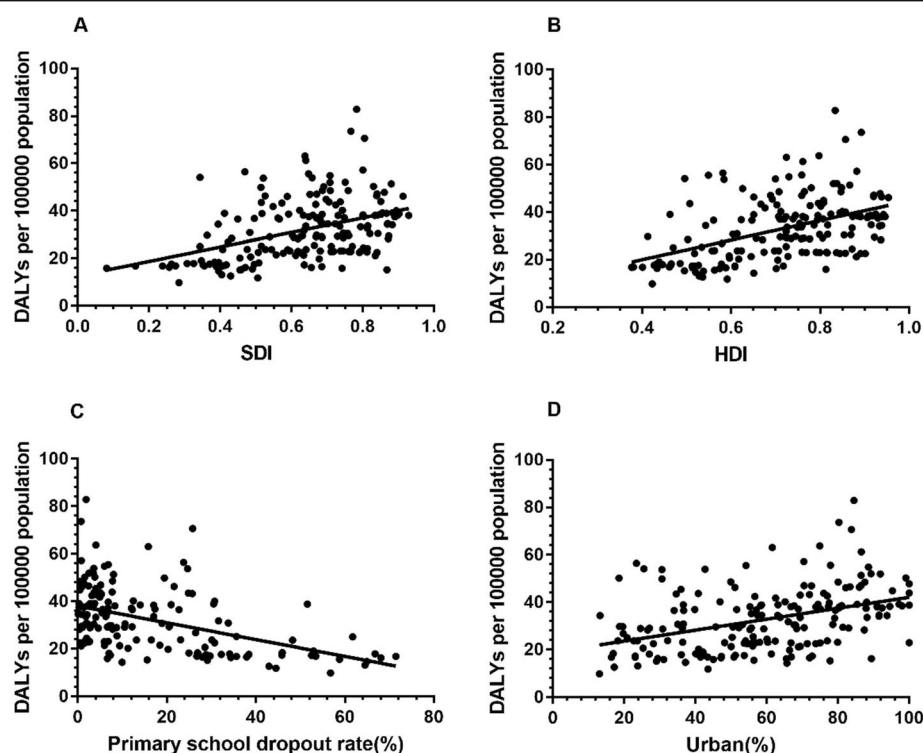 A
DALYs per 100000 population
100
80
60
40
20
0
0.0 0.2 0.4 0.6 0.8 1.0
SDI
B
DALYs per 100000 population
100
80
60
40
20
0
0.2 0.4 0.6 0.8 1.0
HDI
C
DALYs per 100000 population
100
80
60
40
20
0
0 20 40 60 80
Primary school dropout rate(%)
D
DALYs per 100000 population
100
80
60
40
20
0
0 20 40 60 80 100
Urban(%)